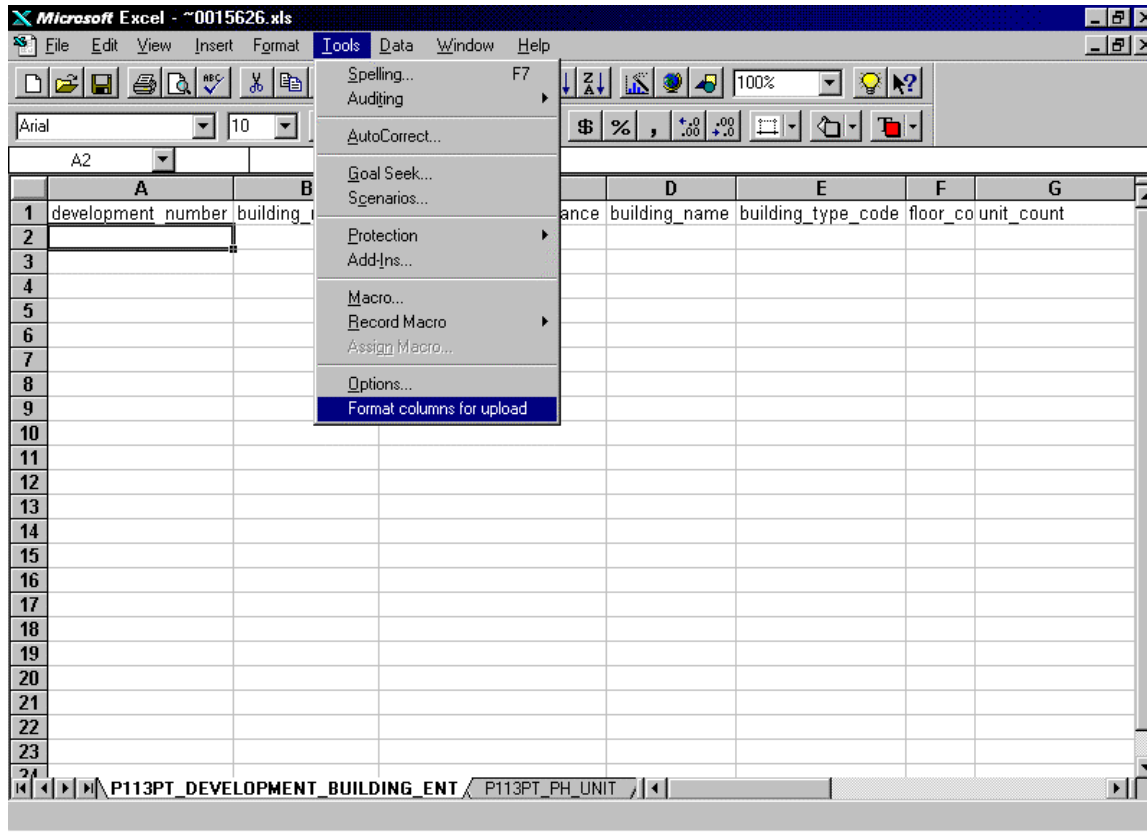 Microsoft Excel - ~0015626.xls
File Edit View Insert Format Tools Data Window Help
Spelling... F7
Auditing
AutoCorrect...
Goal Seek...
Scenarios...
Protection
Add-Ins...
Macro...
Record Macro
Assign Macro...
Options...
Format columns for upload
100%
Arial 10 $ % ,
A2
A B D E F G
1 development_number building_ ance building_name building_type_code floor_co unit_count
2
3
4
5
6
7
8
9
10
11
12
13
14
15
16
17
18
19
20
21
22
23
24
P113PT_DEVELOPMENT_BUILDING_ENT P113PT_PH_UNIT